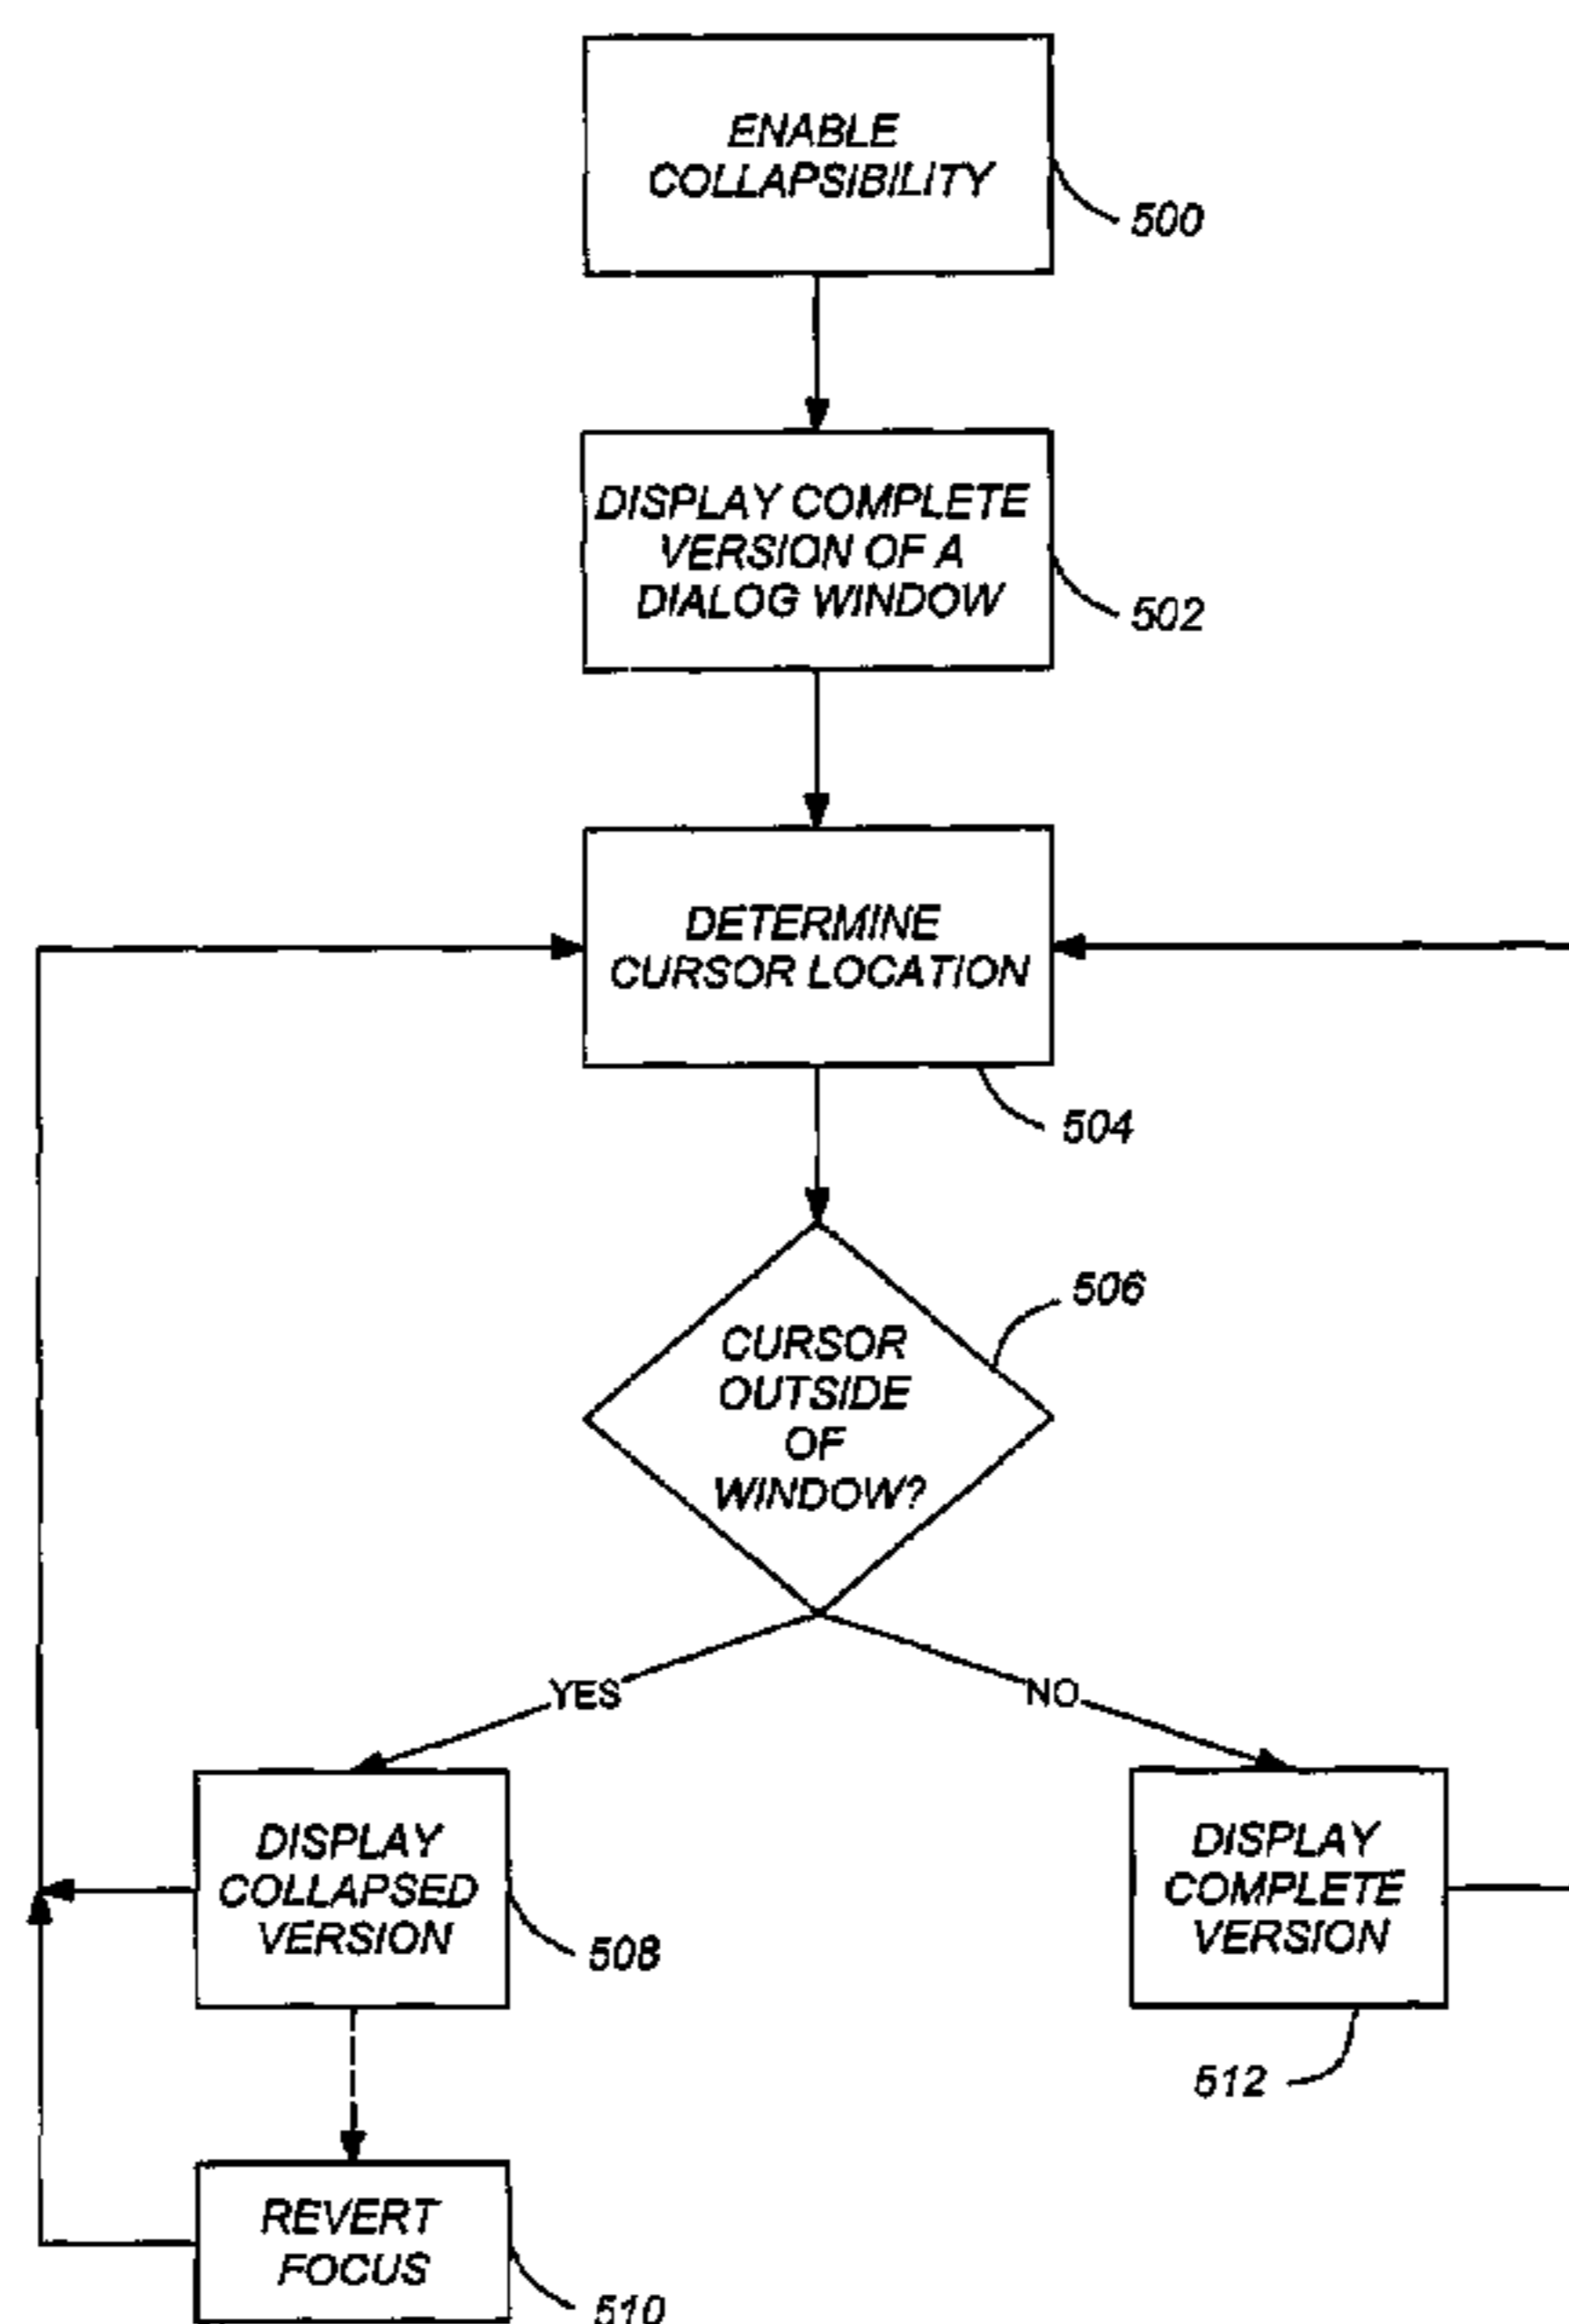 ENABLE
COLLAPSIBILITY
500
DISPLAY COMPLETE
VERSION OF A
DIALOG WINDOW
502
DETERMINE
CURSOR LOCATION
504
506
CURSOR
OUTSIDE
OF
WINDOW?
YES
NO
DISPLAY
COLLAPSED
VERSION
508
DISPLAY
COMPLETE
VERSION
512
REVERT
FOCUS
510